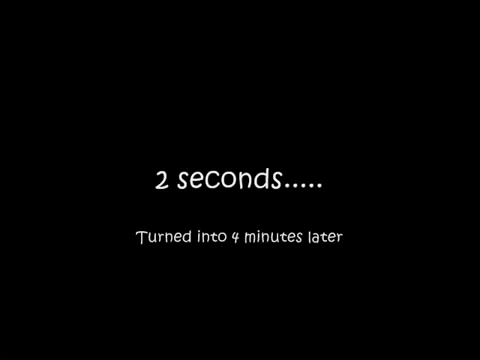 2 seconds.....
Turned into 4 minutes later